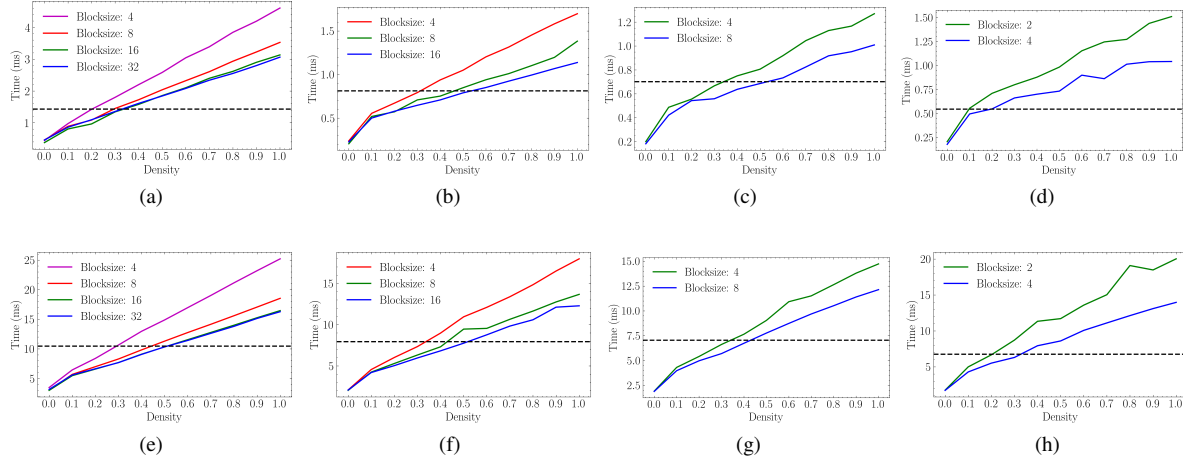 Blocksize: 4
Blocksize: 8
Blocksize: 16
Blocksize: 32
4
3
2
1
Time (ms)
0.0 0.1 0.2 0.3 0.4 0.5 0.6 0.7 0.8 0.9 1.0
Density
(a)
Blocksize: 4
Blocksize: 8
Blocksize: 16
1.5
1.0
0.5
Time (ms)
0.0 0.1 0.2 0.3 0.4 0.5 0.6 0.7 0.8 0.9 1.0
Density
(b)
Blocksize: 4
Blocksize: 8
1.2
1.0
0.8
0.6
0.4
0.2
Time (ms)
0.0 0.1 0.2 0.3 0.4 0.5 0.6 0.7 0.8 0.9 1.0
Density
(c)
Blocksize: 2
Blocksize: 4
1.50
1.25
1.00
0.75
0.50
0.25
Time (ms)
0.0 0.1 0.2 0.3 0.4 0.5 0.6 0.7 0.8 0.9 1.0
Density
(d)
Blocksize: 4
Blocksize: 8
Blocksize: 16
Blocksize: 32
25
20
15
10
5
Time (ms)
0.0 0.1 0.2 0.3 0.4 0.5 0.6 0.7 0.8 0.9 1.0
Density
(e)
Blocksize: 4
Blocksize: 8
Blocksize: 16
15
10
5
Time (ms)
0.0 0.1 0.2 0.3 0.4 0.5 0.6 0.7 0.8 0.9 1.0
Density
(f)
Blocksize: 4
Blocksize: 8
15.0
12.5
10.0
7.5
5.0
2.5
Time (ms)
0.0 0.1 0.2 0.3 0.4 0.5 0.6 0.7 0.8 0.9 1.0
Density
(g)
Blocksize: 2
Blocksize: 4
20
15
10
5
Time (ms)
0.0 0.1 0.2 0.3 0.4 0.5 0.6 0.7 0.8 0.9 1.0
Density
(h)